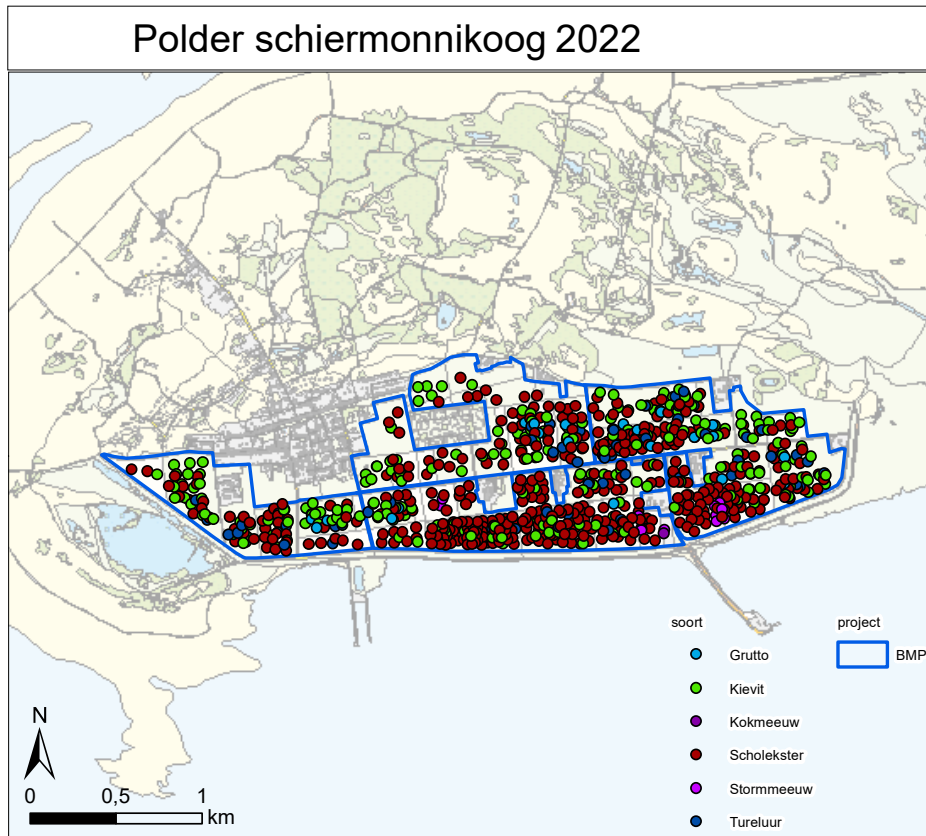 Polder schiermonnikoog 2022
soort
Grutto
Kievit
Kokmeeuw
Scholekster
Stormmeeuw
Tureluur
project
BMP
N
0 0,5 1
km